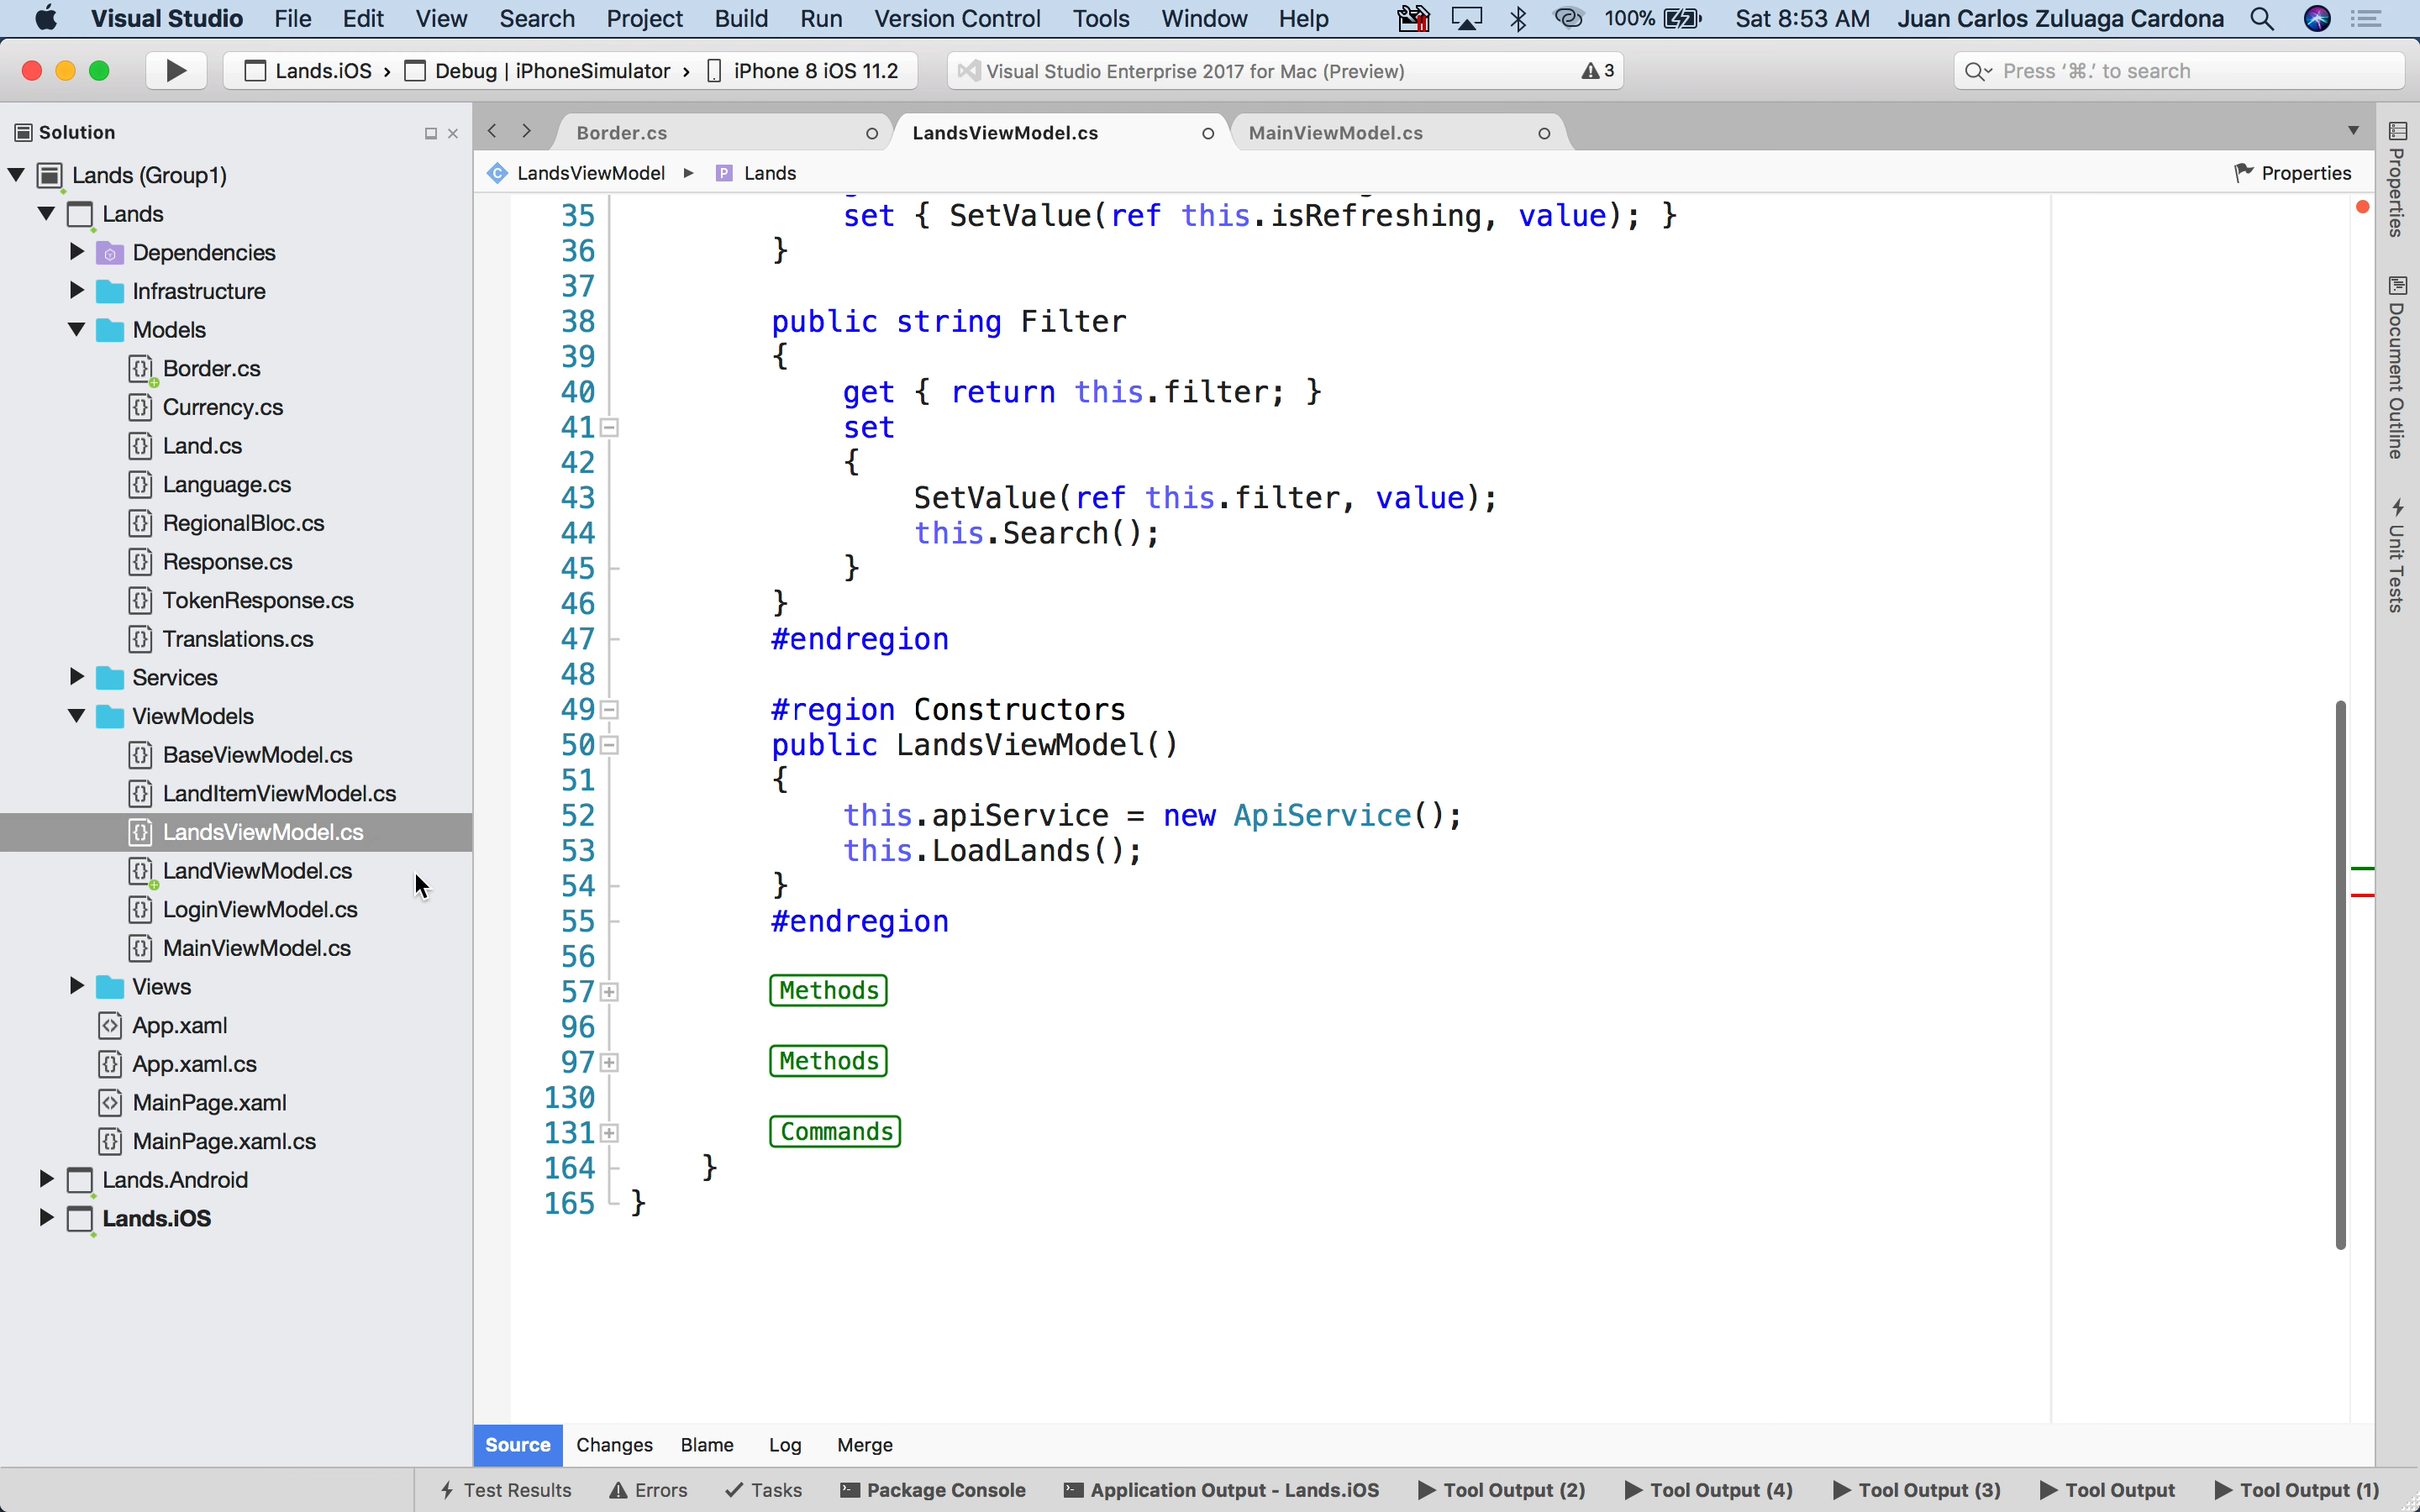 Visual Studio File Edit View Search Project Build Run Version Control Tools Window Help 100% Sat 8:53 AM Juan Carlos Zuluaga Cardona
Lands.iOS › Debug | iPhoneSimulator › iPhone 8 iOS 11.2 Visual Studio Enterprise 2017 for Mac (Preview) 3 Press ‘⌘.’ to search
Solution
Lands (Group1)
Lands
Dependencies
Infrastructure
Models
Border.cs
Currency.cs
Land.cs
Language.cs
RegionalBloc.cs
Response.cs
TokenResponse.cs
Translations.cs
Services
ViewModels
BaseViewModel.cs
LandItemViewModel.cs
LandsViewModel.cs
LandViewModel.cs
LoginViewModel.cs
MainViewModel.cs
Views
App.xaml
App.xaml.cs
MainPage.xaml
MainPage.xaml.cs
Lands.Android
Lands.iOS
Border.cs LandsViewModel.cs MainViewModel.cs
LandsViewModel ▸ P Lands Properties
35 set { SetValue(ref this.isRefreshing, value); }
36 }
37
38 public string Filter
39 {
40 get { return this.filter; }
41 set
42 {
43 SetValue(ref this.filter, value);
44 this.Search();
45 }
46 }
47 #endregion
48
49 #region Constructors
50 public LandsViewModel()
51 {
52 this.apiService = new ApiService();
53 this.LoadLands();
54 }
55 #endregion
56
57 Methods
96
97 Methods
130
131 Commands
164 }
165 }
Properties
Document Outline
Unit Tests
Source Changes Blame Log Merge
Test Results Errors Tasks Package Console Application Output - Lands.iOS Tool Output (2) Tool Output (4) Tool Output (3) Tool Output Tool Output (1)